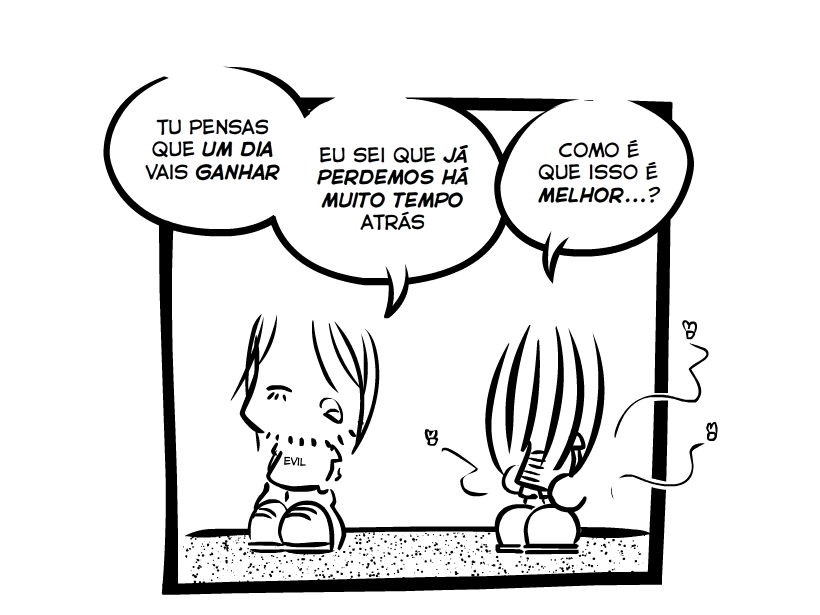 TU PENSAS
QUE UM DIA
VAIS GANHAR
EU SEI QUE JÁ
PERDEMOS HÁ
MUITO TEMPO
ATRÁS
COMO É
QUE ISSO É
MELHOR...?
EVIL